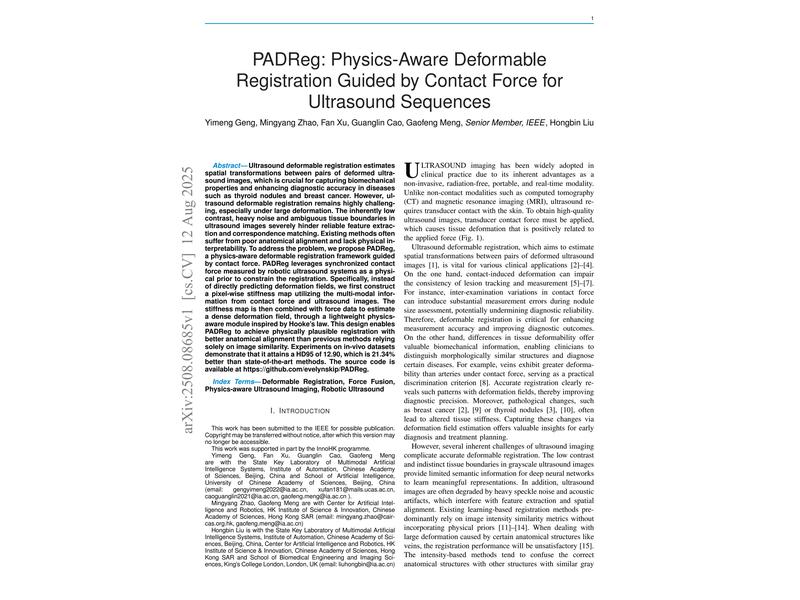 1
PADReg: Physics-Aware Deformable
Registration Guided by Contact Force for
Ultrasound Sequences
Yimeng Geng, Mingyang Zhao, Fan Xu, Guanglin Cao, Gaofeng Meng, Senior Member, IEEE, Hongbin Liu
arXiv:2508.08685v1 [cs.CV] 12 Aug 2025
Abstract—Ultrasound deformable registration estimates
spatial transformations between pairs of deformed ultra-
sound images, which is crucial for capturing biomechanical
properties and enhancing diagnostic accuracy in diseases
such as thyroid nodules and breast cancer. However, ul-
trasound deformable registration remains highly challeng-
ing, especially under large deformation. The inherently low
contrast, heavy noise and ambiguous tissue boundaries in
ultrasound images severely hinder reliable feature extrac-
tion and correspondence matching. Existing methods often
suffer from poor anatomical alignment and lack physical in-
terpretability. To address the problem, we propose PADReg,
a physics-aware deformable registration framework guided
by contact force. PADReg leverages synchronized contact
force measured by robotic ultrasound systems as a physi-
cal prior to constrain the registration. Specifically, instead
of directly predicting deformation fields, we first construct
a pixel-wise stiffness map utilizing the multi-modal infor-
mation from contact force and ultrasound images. The
stiffness map is then combined with force data to estimate
a dense deformation field, through a lightweight physics-
aware module inspired by Hooke's law. This design enables
PADReg to achieve physically plausible registration with
better anatomical alignment than previous methods relying
solely on image similarity. Experiments on in-vivo datasets
demonstrate that it attains a HD95 of 12.90, which is 21.34%
better than state-of-the-art methods. The source code is
available at https://github.com/evelynskip/PADReg.
Index Terms—Deformable Registration, Force Fusion,
Physics-aware Ultrasound Imaging, Robotic Ultrasound
I. INTRODUCTION
This work has been submitted to the IEEE for possible publication.
Copyright may be transferred without notice, after which this version may
no longer be accessible.
This work was supported in part by the InnoHK programme.
Yimeng Geng, Fan Xu, Guanglin Cao, Gaofeng Meng
are with the State Key Laboratory of Multimodal Artificial
Intelligence Systems, Institute of Automation, Chinese Academy
of Sciences, Beijing, China and School of Artificial Intelligence,
University of Chinese Academy of Sciences, Beijing, China
(email: gengyimeng2022@ia.ac.cn, xufan181@mails.ucas.ac.cn,
caoguanglin2021@ia.ac.cn, gaofeng.meng@ia.ac.cn ).
Mingyang Zhao, Gaofeng Meng are with Center for Artificial Intel-
ligence and Robotics, HK Institute of Science & Innovation, Chinese
Academy of Sciences, Hong Kong SAR (email: mingyang.zhao@cair-
cas.org.hk, gaofeng.meng@ia.ac.cn)
Hongbin Liu is with the State Key Laboratory of Multimodal Artificial
Intelligence Systems, Institute of Automation, Chinese Academy of Sci-
ences, Beijing, China, Center for Artificial Intelligence and Robotics, HK
Institute of Science & Innovation, Chinese Academy of Sciences, Hong
Kong SAR and School of Biomedical Engineering and Imaging Sci-
ences, King's College London, London, UK (email: liuhongbin@ia.ac.cn)
ULTRASOUND imaging has been widely adopted in
clinical practice due to its inherent advantages as a
non-invasive, radiation-free, portable, and real-time modality.
Unlike non-contact modalities such as computed tomography
(CT) and magnetic resonance imaging (MRI), ultrasound re-
quires transducer contact with the skin. To obtain high-quality
ultrasound images, transducer contact force must be applied,
which causes tissue deformation that is positively related to
the applied force (Fig. 1).
Ultrasound deformable registration, which aims to estimate
spatial transformations between pairs of deformed ultrasound
images [1], is vital for various clinical applications [2]–[4].
On the one hand, contact-induced deformation can impair
the consistency of lesion tracking and measurement [5]–[7].
For instance, inter-examination variations in contact force
can introduce substantial measurement errors during nodule
size assessment, potentially undermining diagnostic reliability.
Therefore, deformable registration is critical for enhancing
measurement accuracy and improving diagnostic outcomes.
On the other hand, differences in tissue deformability offer
valuable biomechanical information, enabling clinicians to
distinguish morphologically similar structures and diagnose
certain diseases. For example, veins exhibit greater deforma-
bility than arteries under contact force, serving as a practical
discrimination criterion [8]. Accurate registration clearly re-
veals such patterns with deformation fields, thereby improving
diagnostic precision. Moreover, pathological changes, such
as breast cancer [2], [9] or thyroid nodules [3], [10], often
lead to altered tissue stiffness. Capturing these changes via
deformation field estimation offers valuable insights for early
diagnosis and treatment planning.
However, several inherent challenges of ultrasound imaging
complicate accurate deformable registration. The low contrast
and indistinct tissue boundaries in grayscale ultrasound images
provide limited semantic information for deep neural networks
to learn meaningful representations. In addition, ultrasound
images are often degraded by heavy speckle noise and acoustic
artifacts, which interfere with feature extraction and spatial
alignment. Existing learning-based registration methods pre-
dominantly rely on image intensity similarity metrics without
incorporating physical priors [11]–[14]. When dealing with
large deformation caused by certain anatomical structures like
veins, the registration performance will be unsatisfactory [15].
The intensity-based methods tend to confuse the correct
anatomical structures with other structures with similar gray